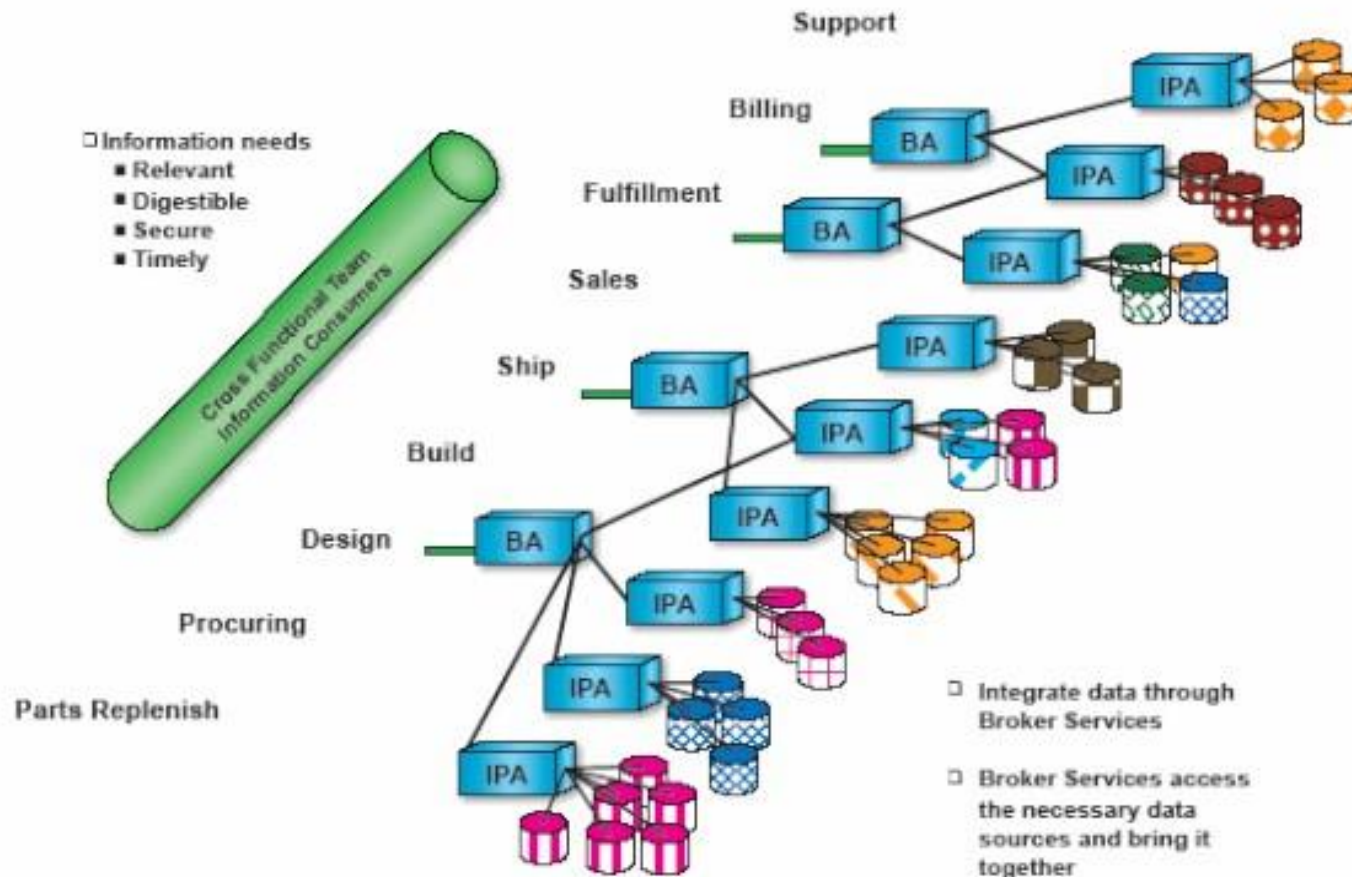 Support
IPA
Billing
BA
❑ Information needs
■ Relevant
■ Digestible
■ Secure
■ Timely
IPA
Fulfillment
BA
IPA
Sales
Cross Functional Team
Information Consumers
IPA
Ship
BA
IPA
Build
IPA
Design
BA
IPA
Procuring
IPA
Parts Replenish
IPA
❑ Integrate data through
Broker Services
❑ Broker Services access
the necessary data
sources and bring it
together